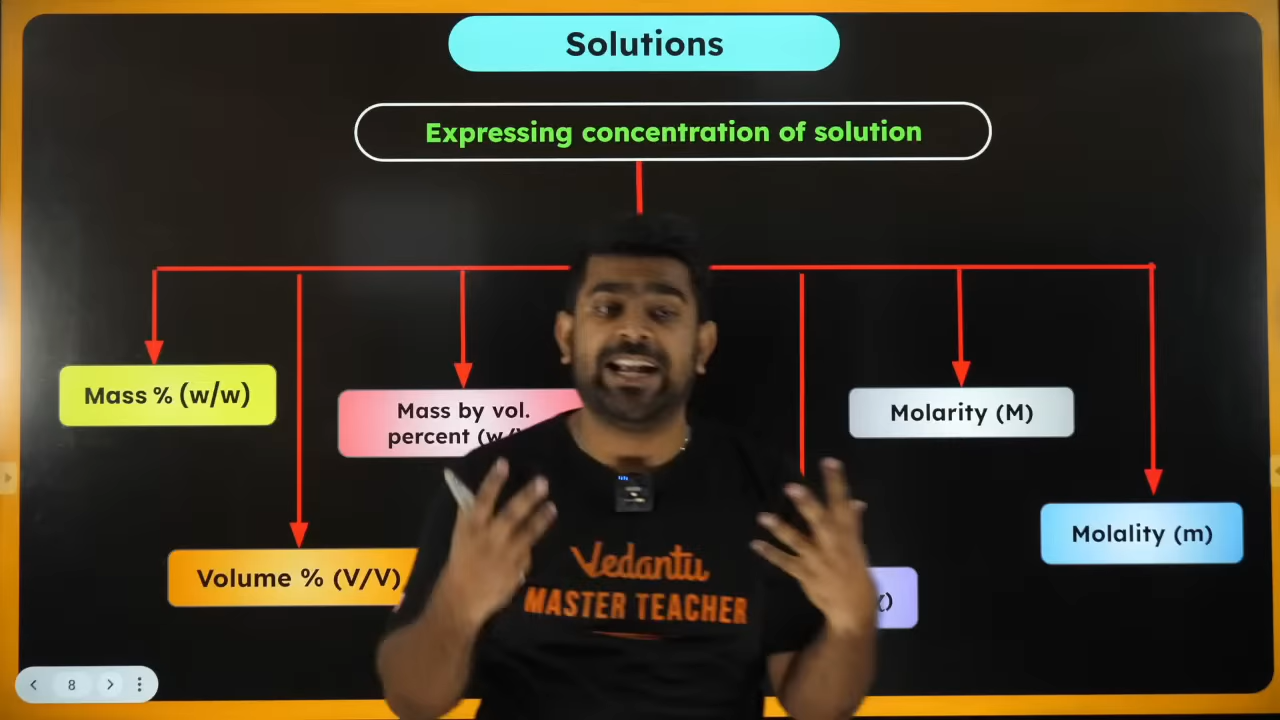 Solutions
Expressing concentration of solution
Mass % (w/w)
Mass by vol.
percent
Molarity (M)
Molality (m)
Volume % (V/V)
Vedantu
MASTER TEACHER
8